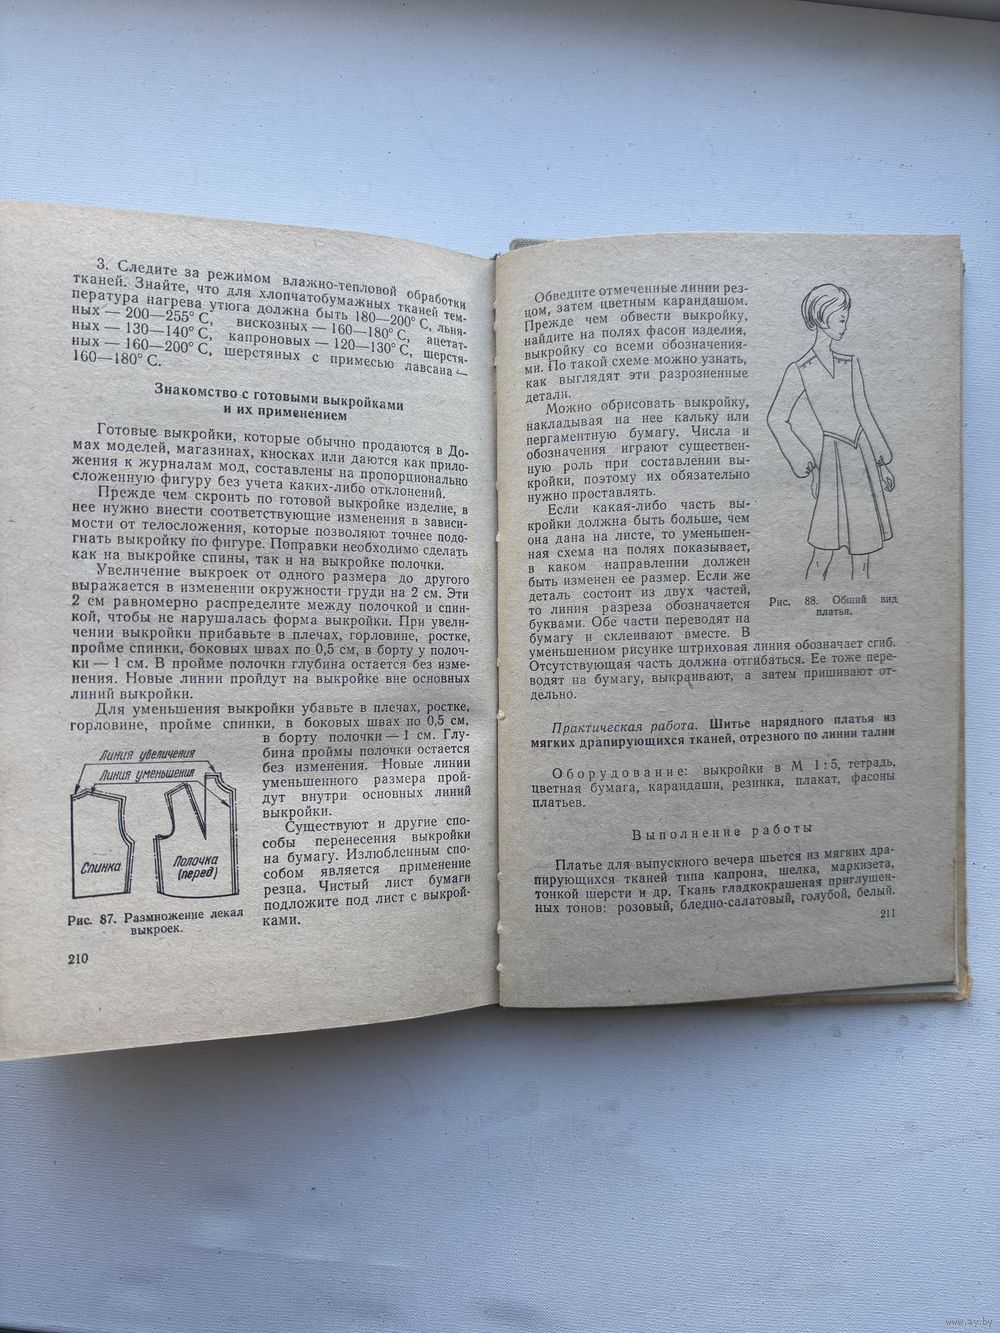 3. Следите за режимом влажно-тепловой обработки
тканей. Знайте, что для хлопчатобумажных тканей тем-
пература нагрева утюга должна быть 180—200° С, льня-
ных — 200—255° С, вискозных — 160—180° С, ацетат-
ных — 130—140° С, капроновых — 120—130° С, шерстя-
ных — 160—200° С, шерстяных с примесью лавсана —
160—180° С.
Знакомство с готовыми выкройками
и их применением
Готовые выкройки, которые обычно продаются в До-
мах моделей, магазинах, киосках или даются как прило-
жения к журналам мод, составлены на пропорционально
сложенную фигуру без учета каких-либо отклонений.
Прежде чем скроить по готовой выкройке изделие, в
нее нужно внести соответствующие изменения в зависи-
мости от телосложения, которые позволяют точнее подо-
гнать выкройку по фигуре. Поправки необходимо сделать
как на выкройке спины, так и на выкройке полочки.
Увеличение выкроек от одного размера до другого
выражается в изменении окружности груди на 2 см. Эти
2 см равномерно распределите между полочкой и спин-
кой, чтобы не нарушалась форма выкройки. При увели-
чении выкройки прибавьте в плечах, горловине, ростке,
пройме спинки, боковых швах по 0,5 см, в борту у полоч-
ки — 1 см. В пройме полочки глубина остается без изме-
нения. Новые линии пройдут на выкройке вне основных
линий выкройки.
Для уменьшения выкройки убавьте в плечах, ростке,
горловине, пройме спинки, в боковых швах по 0,5 см,
в борту полочки — 1 см. Глу-
бина проймы полочки остается
без изменения. Новые линии
уменьшенного размера прой-
дут внутри основных линий
выкройки.
Существуют и другие спо-
собы перенесения выкройки
на бумагу. Излюбленным спо-
собом является применение
резца. Чистый лист бумаги
подложите под лист с выкрой-
ками.
Линия увеличения
Линия уменьшения
Спинка
Полочка
(перед)
Рис. 87. Размножение лекал
выкроек.
210
Обведите отмеченные линии рез-
цом, затем цветным карандашом.
Прежде чем обвести выкройку,
найдите на полях фасон изделия,
выкройку со всеми обозначения-
ми. По такой схеме можно узнать,
как выглядят эти разрозненные
детали.
Можно обрисовать выкройку,
накладывая на нее кальку или
пергаментную бумагу. Числа и
обозначения играют существен-
ную роль при составлении вы-
кройки, поэтому их обязательно
нужно проставлять.
Если какая-либо часть вы-
кройки должна быть больше, чем
она дана на листе, то уменьшен-
ная схема на полях показывает,
в каком направлении должен
быть изменен ее размер. Если же
деталь состоит из двух частей,
то линия разреза обозначается
буквами. Обе части переводят на
бумагу и склеивают вместе. В
уменьшенном рисунке штриховая линия обозначает сгиб.
Отсутствующая часть должна отгибаться. Ее тоже пере-
водят на бумагу, выкраивают, а затем пришивают от-
дельно.
Рис. 88. Общий вид
платья.
Практическая работа. Шитье нарядного платья из
мягких драпирующихся тканей, отрезного по линии талии
Оборудование: выкройки в М 1 : 5, тетрадь,
цветная бумага, карандаши, резинка, плакат, фасоны
платьев.
Выполнение работы
Платье для выпускного вечера шьется из мягких дра-
пирующихся тканей типа капрона, шелка, маркизета,
тонкой шерсти и др. Ткань гладкокрашеная приглушен-
ных тонов: розовый, бледно-салатовый, голубой, белый.
211
www.ay.by